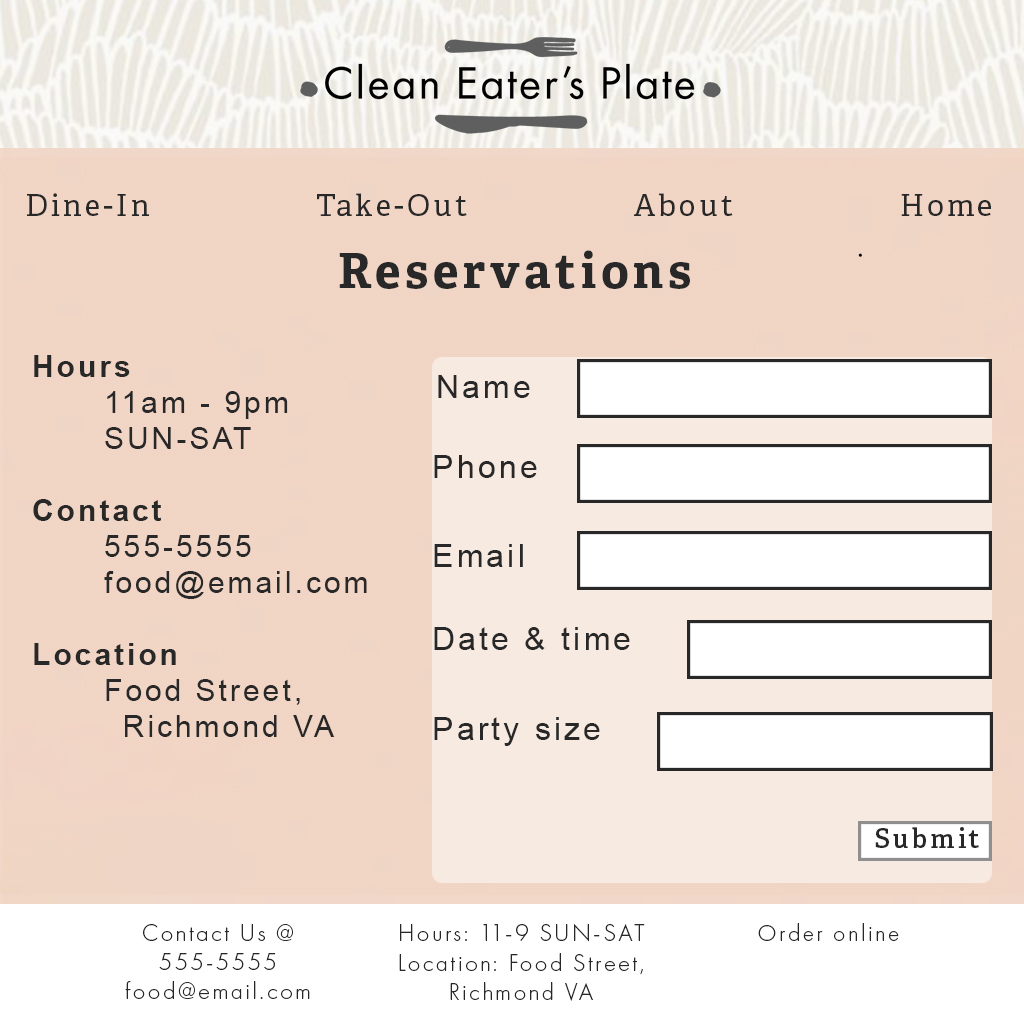 Clean Eater's Plate
Dine-In Take-Out About Home
Reservations
Hours
11am - 9pm
SUN-SAT
Contact
555-5555
food@email.com
Location
Food Street,
Richmond VA
Name
Phone
Email
Date & time
Party size
Submit
Contact Us @
555-5555
food@email.com
Hours: 11-9 SUN-SAT
Location: Food Street,
Richmond VA
Order online